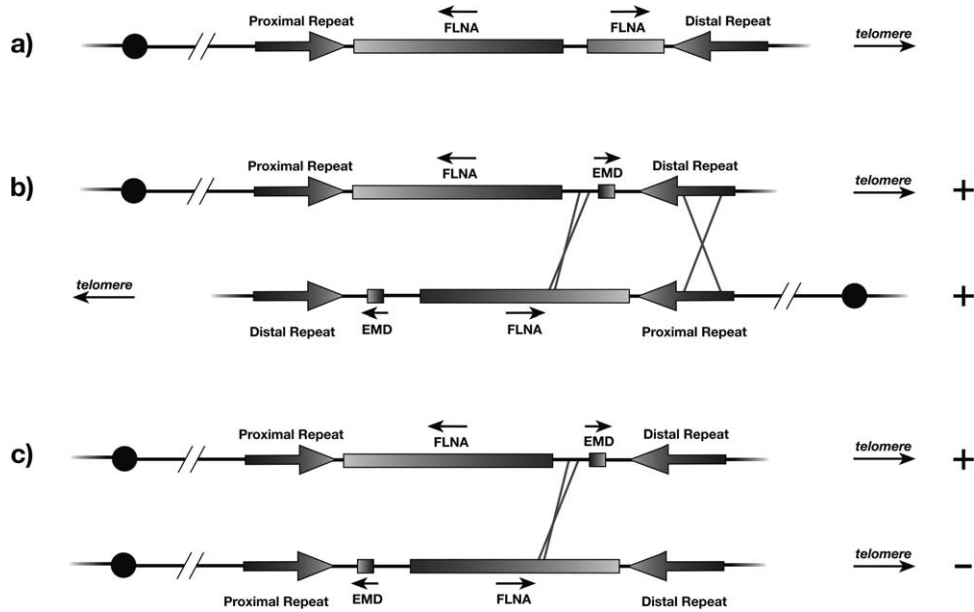 a)
Proximal Repeat
FLNA
FLNA
Distal Repeat
telomere
b)
Proximal Repeat
FLNA
EMD
Distal Repeat
telomere
+
telomere
Distal Repeat
EMD
FLNA
Proximal Repeat
+
c)
Proximal Repeat
FLNA
EMD
Distal Repeat
telomere
+
Proximal Repeat
EMD
FLNA
Distal Repeat
telomere
-